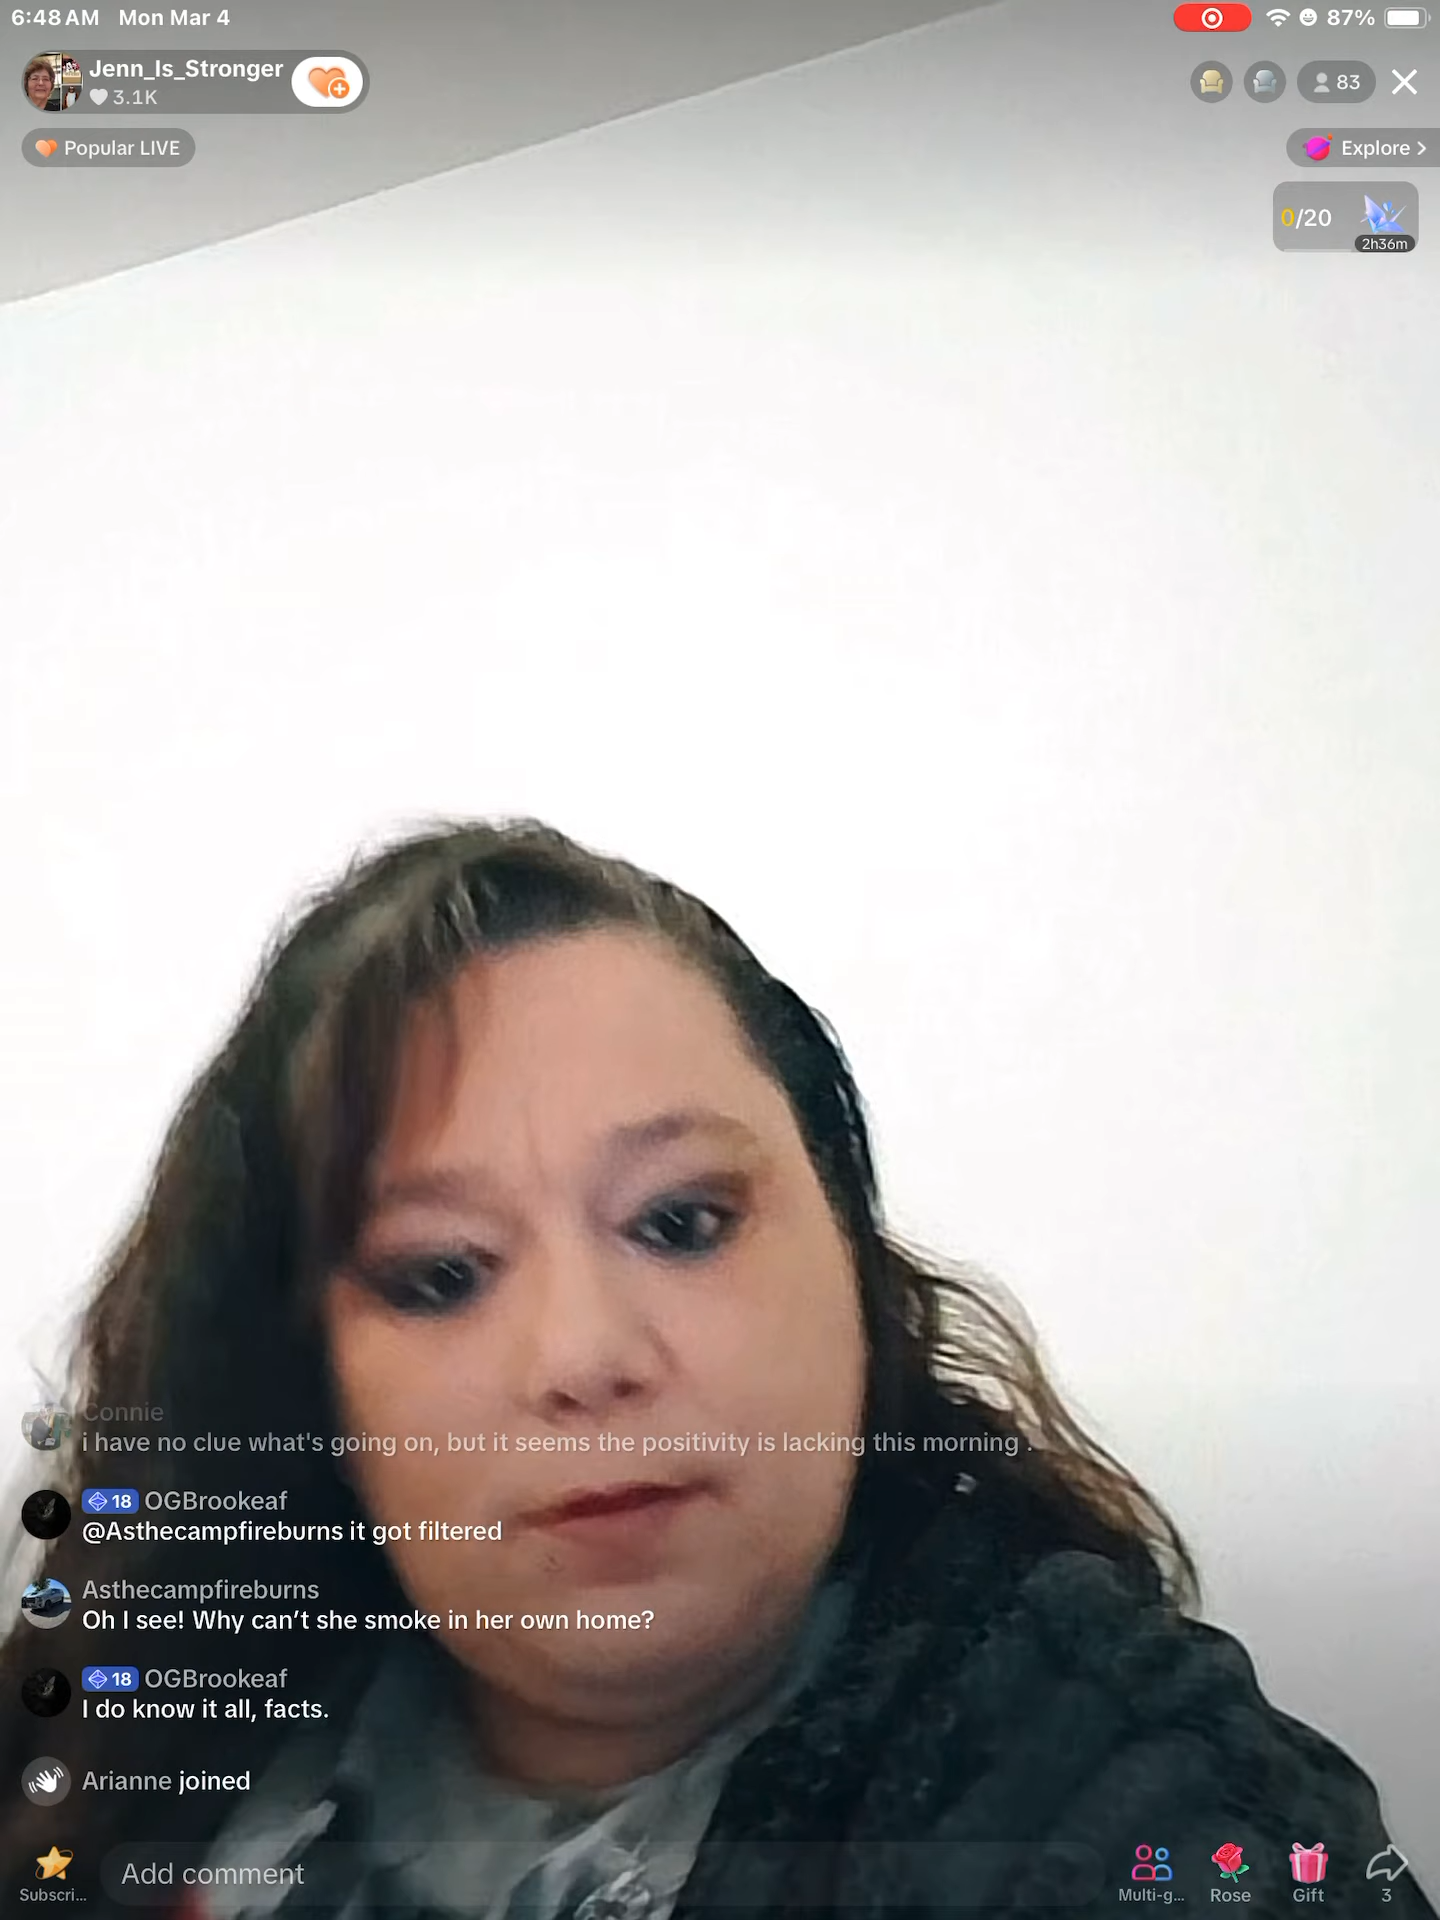 6:48 AM Mon Mar 4
87%
Jenn_Is_Stronger
3.1K
83
Popular LIVE
Explore >
0/20
2h36m
Connie
i have no clue what's going on, but it seems the positivity is lacking this morning .
18 OGBrookeaf
@Asthecampfireburns it got filtered
Asthecampfireburns
Oh I see! Why can’t she smoke in her own home?
18 OGBrookeaf
I do know it all, facts.
Arianne joined
Add comment
Subscri...
Multi-g...
Rose
Gift
3